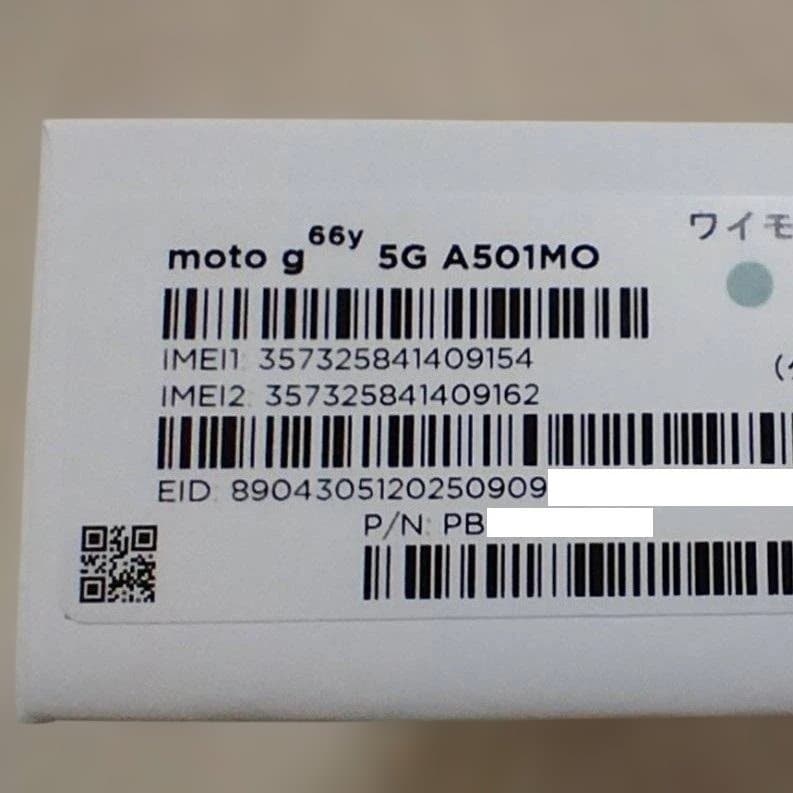 moto g66y 5G A501MO
ワイモ
IMEI1: 357325841409154
(
IMEI2: 357325841409162
EID: 8904305120250909
P/N: PB